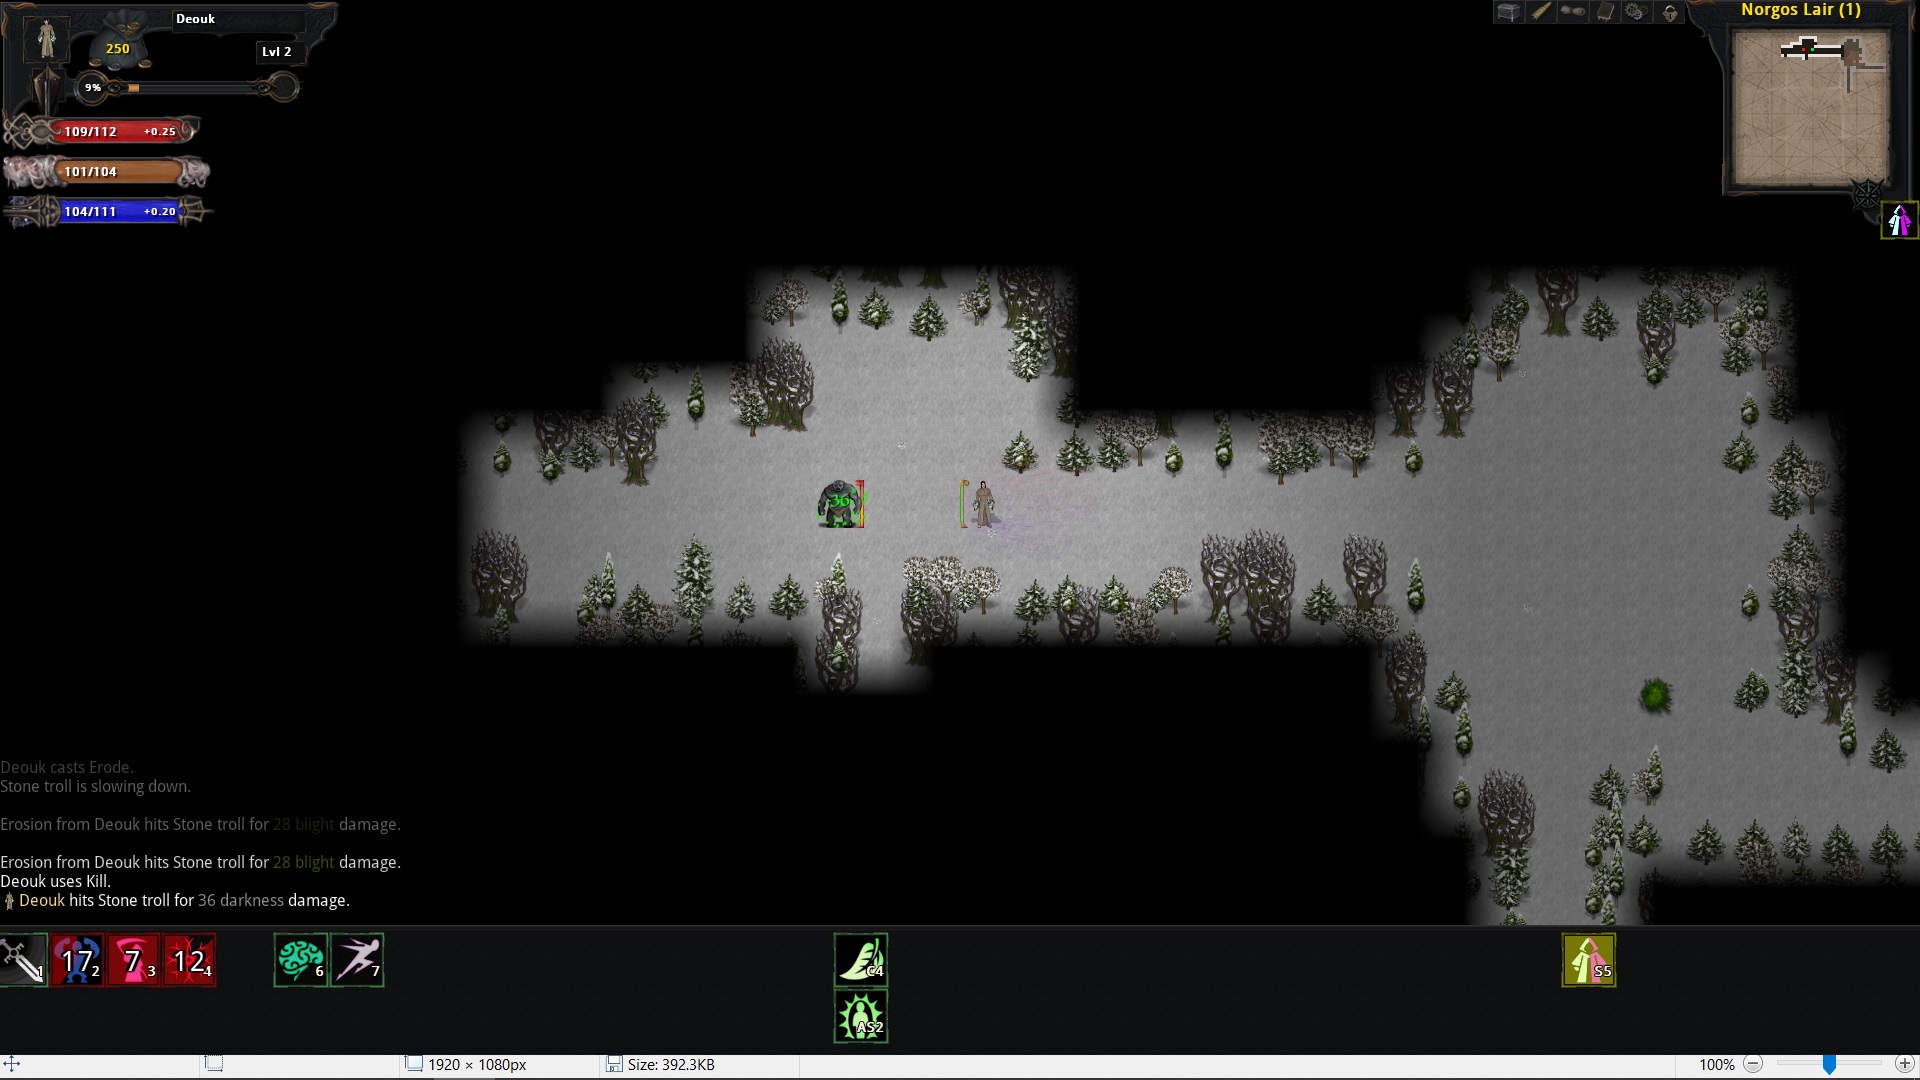 Deouk
250
Lvl 2
9%
109/112 +0.25
101/104
104/111 +0.20
Norgos Lair (1)
36
Deouk casts Erode.
Stone troll is slowing down.
Erosion from Deouk hits Stone troll for 28 blight damage.
Erosion from Deouk hits Stone troll for 28 blight damage.
Deouk uses Kill.
Deouk hits Stone troll for 36 darkness damage.
1 17 2 7 3 12 4 6 7 C4 S5
AS2
1920 × 1080px Size: 392.3KB 100%